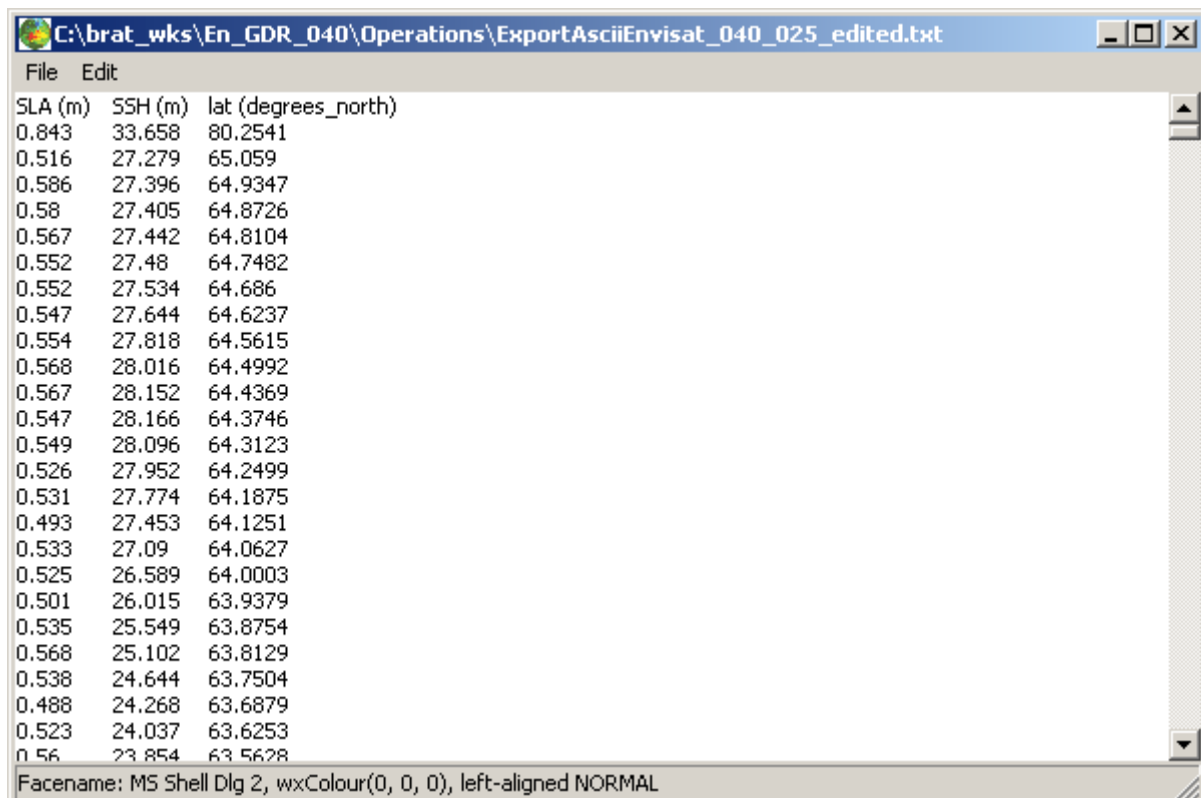 C:\brat_wks\En_GDR_040\Operations\ExportAsciiEnvisat_040_025_edited.txt
File Edit
SLA (m) SSH (m) lat (degrees_north)
0.843 33.658 80.2541
0.516 27.279 65.059
0.586 27.396 64.9347
0.58 27.405 64.8726
0.567 27.442 64.8104
0.552 27.48 64.7482
0.552 27.534 64.686
0.547 27.644 64.6237
0.554 27.818 64.5615
0.568 28.016 64.4992
0.567 28.152 64.4369
0.547 28.166 64.3746
0.549 28.096 64.3123
0.526 27.952 64.2499
0.531 27.774 64.1875
0.493 27.453 64.1251
0.533 27.09 64.0627
0.525 26.589 64.0003
0.501 26.015 63.9379
0.535 25.549 63.8754
0.568 25.102 63.8129
0.538 24.644 63.7504
0.488 24.268 63.6879
0.523 24.037 63.6253
0.56 23.854 63.5628
Facename: MS Shell Dlg 2, wxColour(0, 0, 0), left-aligned NORMAL